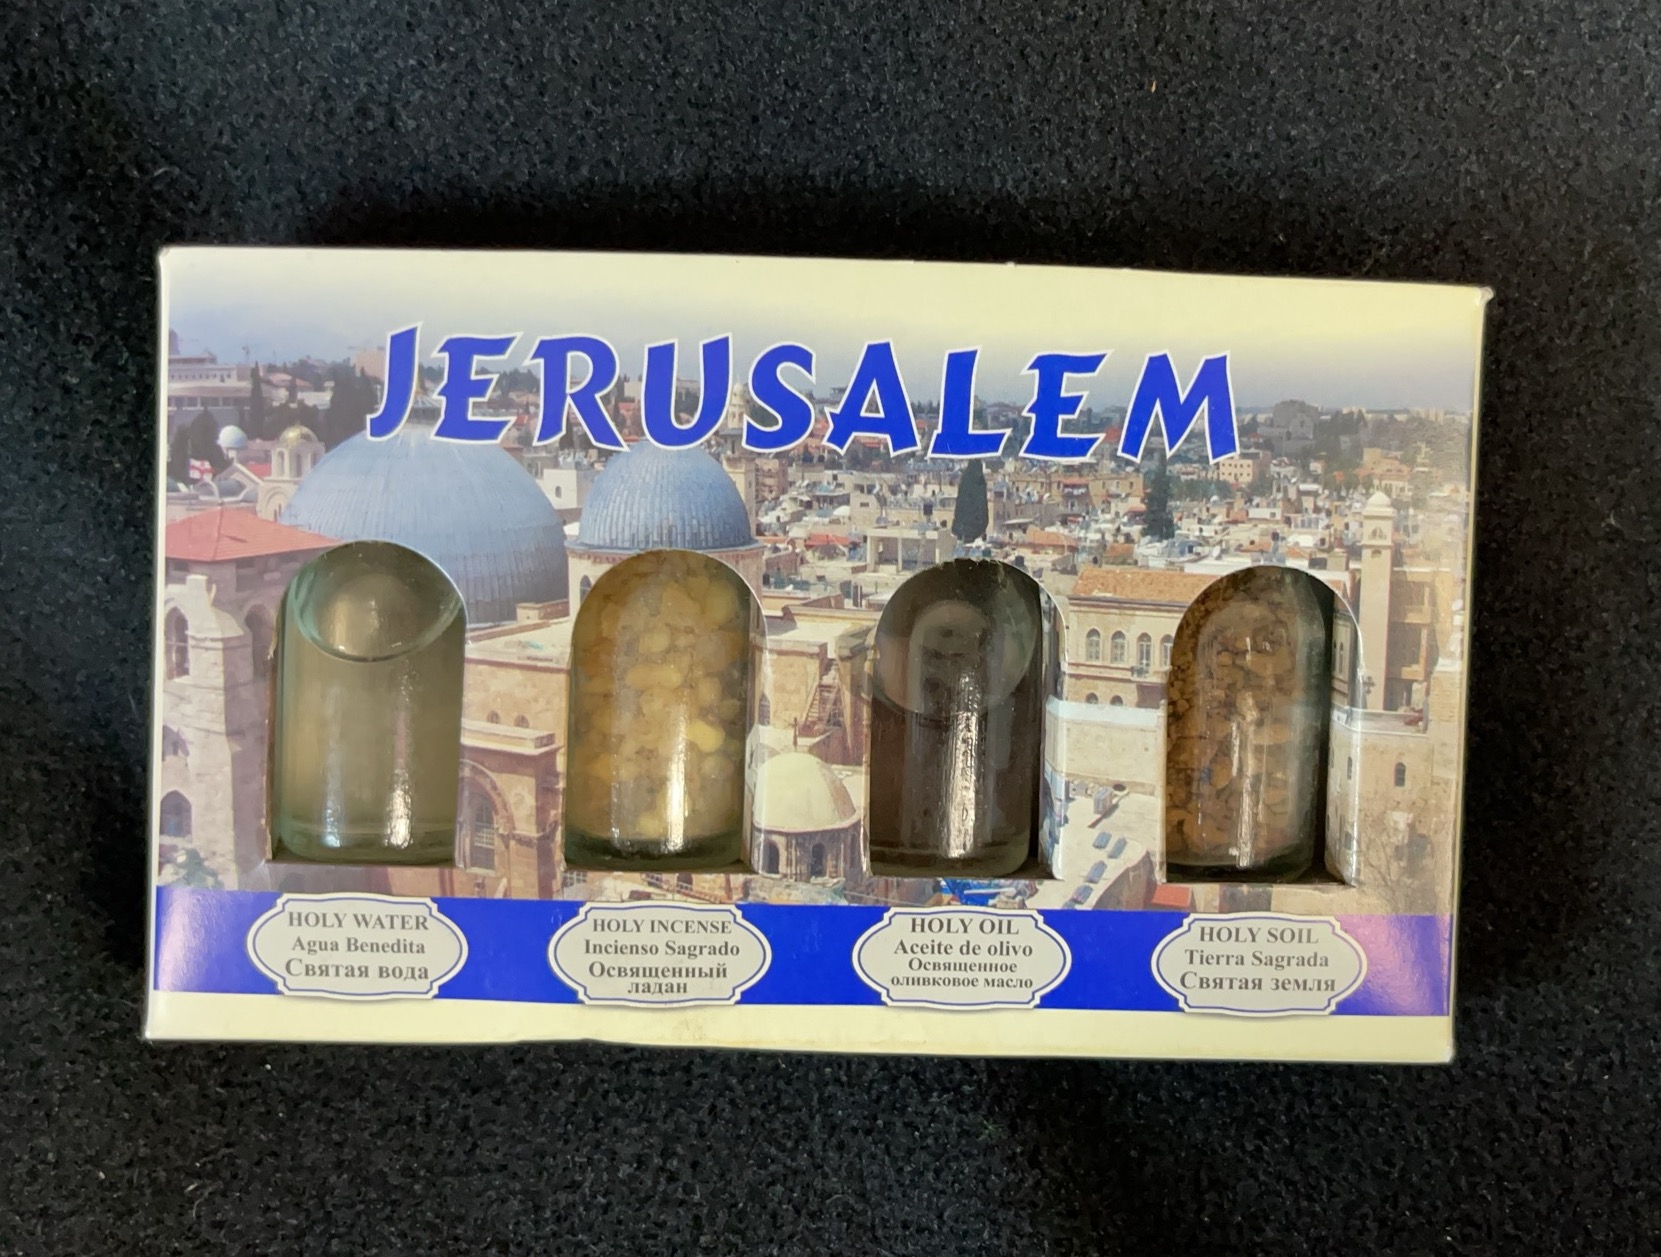 JERUSALEM
HOLY WATER
Agua Benedita
Святая вода
HOLY INCENSE
Incienso Sagrado
Освященный
ладан
HOLY OIL
Aceite de olivo
Освященное
оливковое масло
HOLY SOIL
Tierra Sagrada
Святая земля